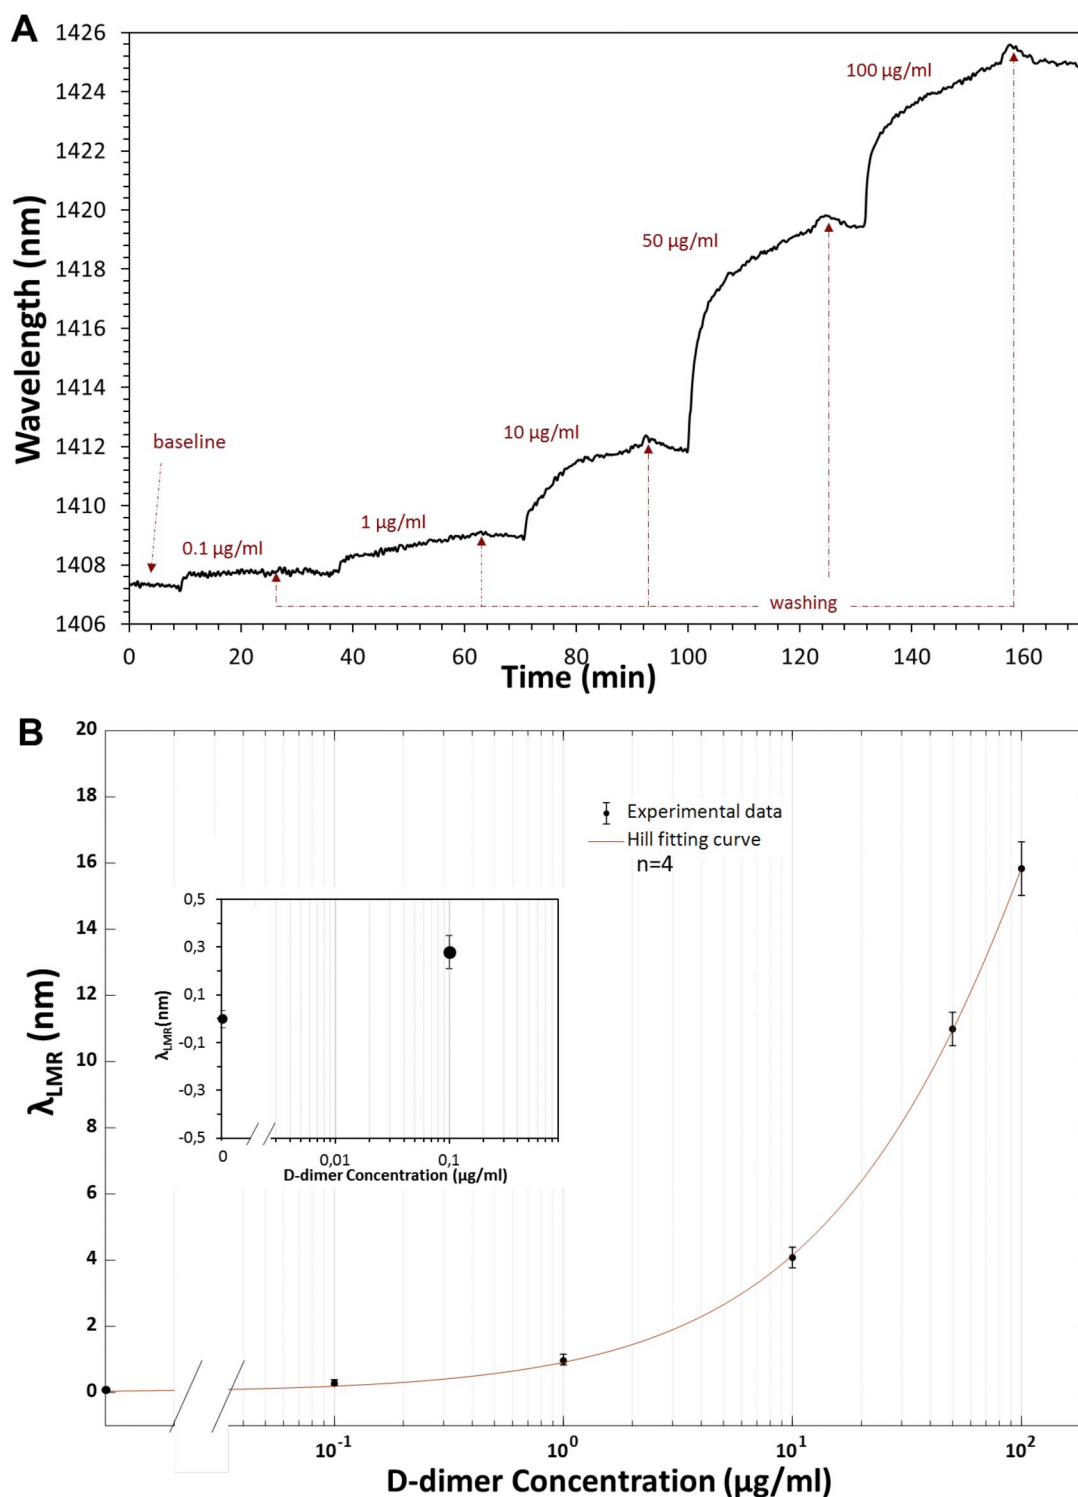 A
1426
1424
1422
1420
1418
1416
1414
1412
1410
1408
1406
Wavelength (nm)
baseline
0.1 µg/ml
1 µg/ml
10 µg/ml
50 µg/ml
100 µg/ml
washing
0 20 40 60 80 100 120 140 160
Time (min)
B
20
18
16
14
12
10
8
6
4
2
0
λLMR (nm)
Experimental data
Hill fitting curve
n=4
0,5
0,3
0,1
-0,1
-0,3
-0,5
λLMR(nm)
0 0,01 0,1
D-dimer Concentration (µg/ml)
10⁻¹ 10⁰ 10¹ 10²
D-dimer Concentration (µg/ml)